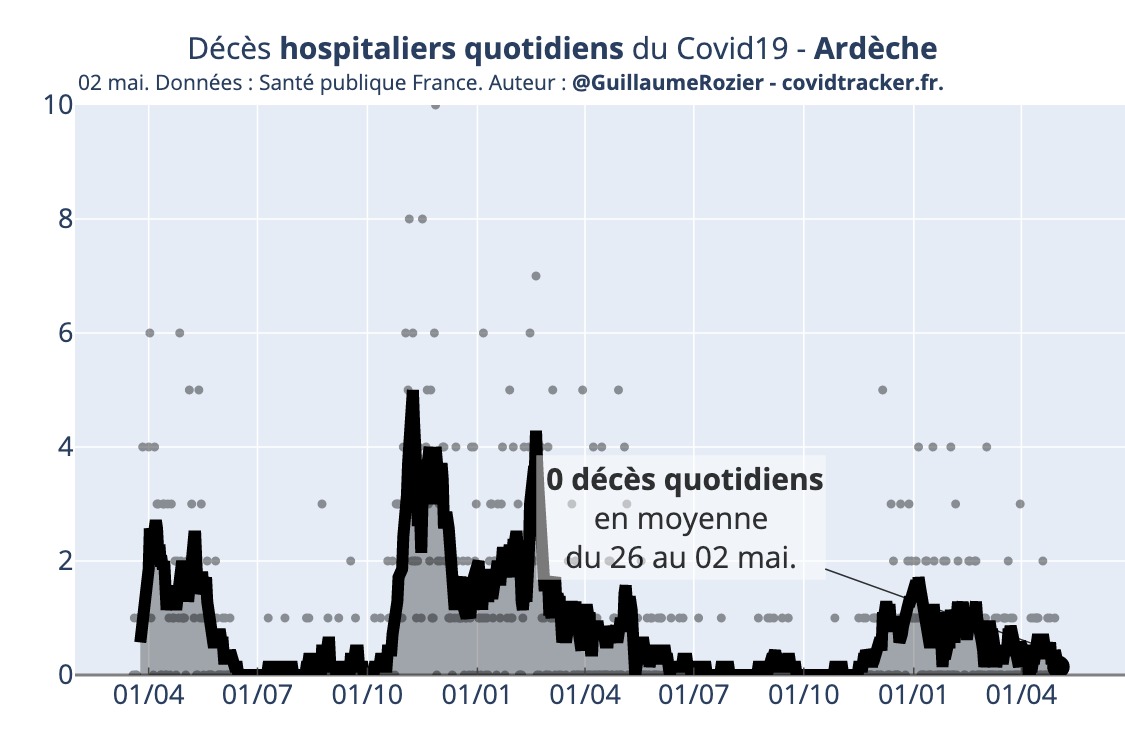 Décès hospitaliers quotidiens du Covid19 - Ardèche
02 mai. Données : Santé publique France. Auteur : @GuillaumeRozier - covidtracker.fr.
10
8
6
4
2
0
0 décès quotidiens
en moyenne
du 26 au 02 mai.
01/04 01/07 01/10 01/01 01/04 01/07 01/10 01/01 01/04